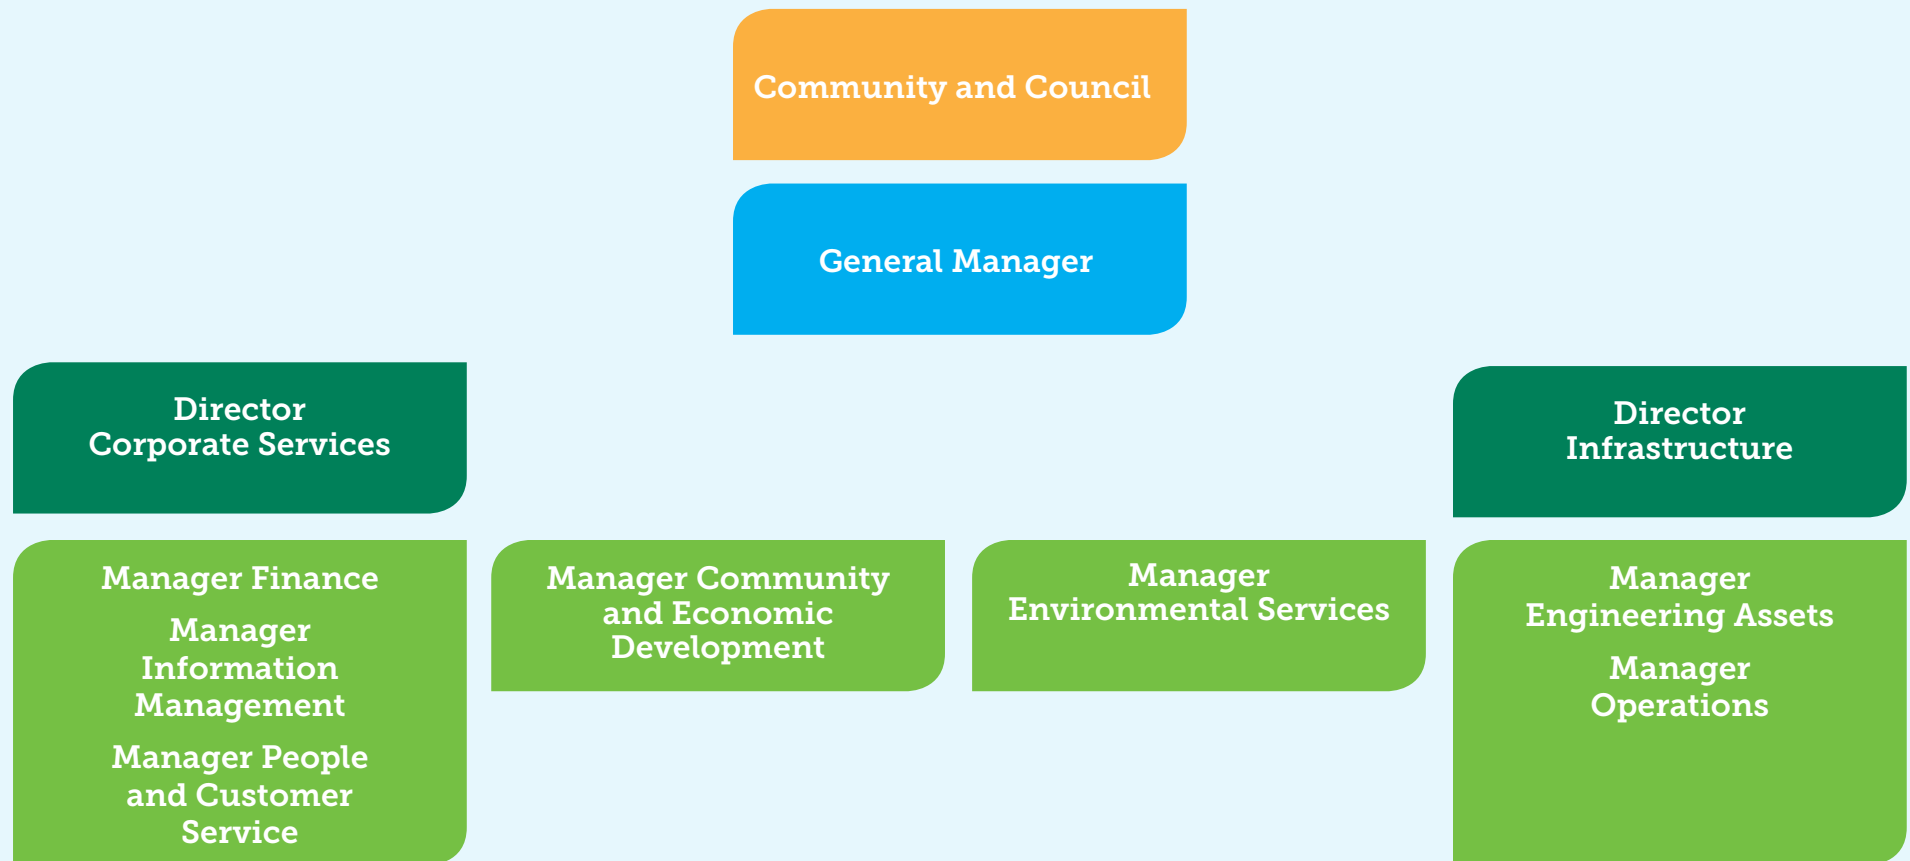 Community and Council
General Manager
Director
Corporate Services
Director
Infrastructure
Manager Finance
Manager
Information
Management
Manager People
and Customer
Service
Manager Community
and Economic
Development
Manager
Environmental Services
Manager
Engineering Assets
Manager
Operations